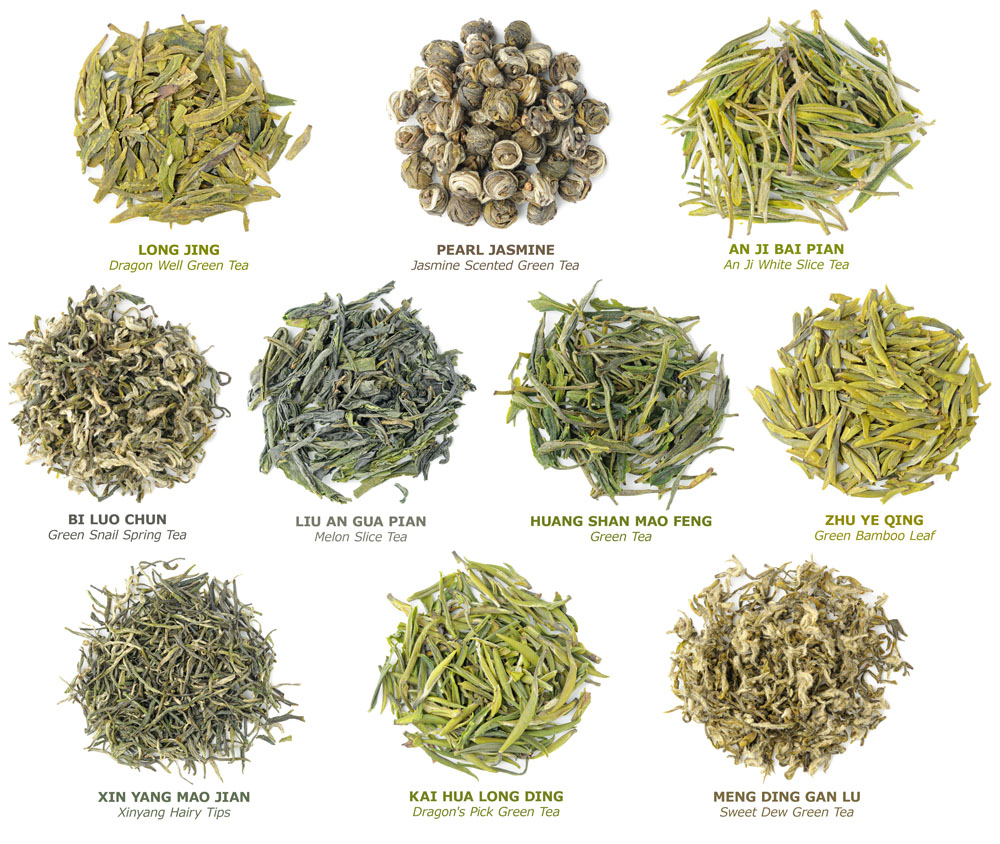 LONG JING
Dragon Well Green Tea
PEARL JASMINE
Jasmine Scented Green Tea
AN JI BAI PIAN
An Ji White Slice Tea
BI LUO CHUN
Green Snail Spring Tea
LIU AN GUA PIAN
Melon Slice Tea
HUANG SHAN MAO FENG
Green Tea
ZHU YE QING
Green Bamboo Leaf
XIN YANG MAO JIAN
Xinyang Hairy Tips
KAI HUA LONG DING
Dragon's Pick Green Tea
MENG DING GAN LU
Sweet Dew Green Tea